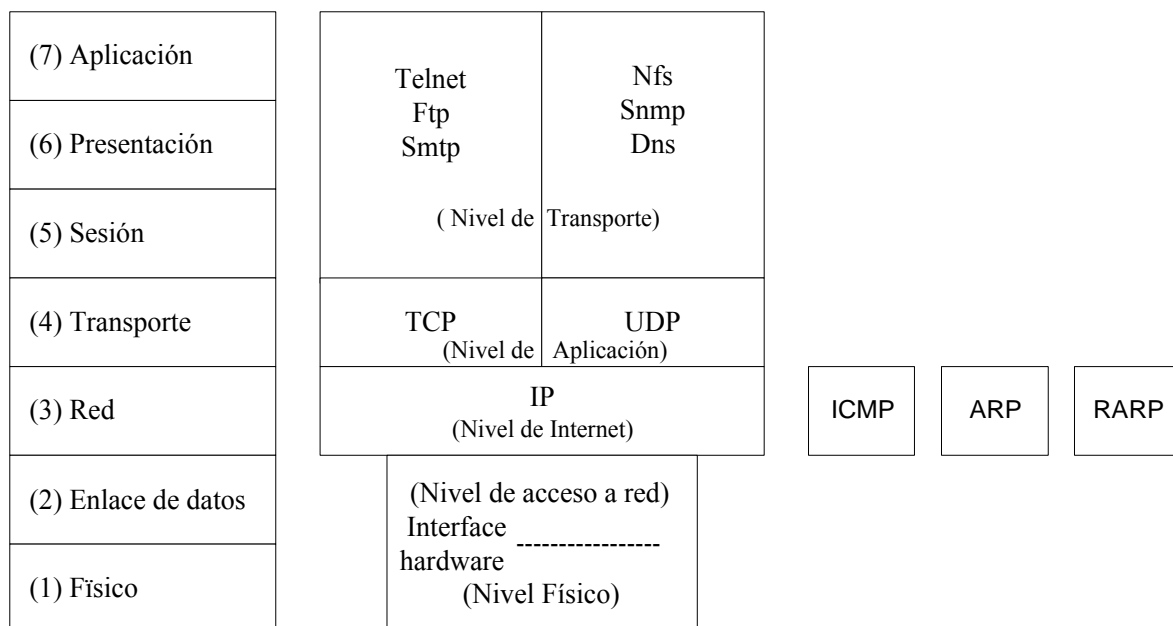 (7) Aplicación
(6) Presentación
(5) Sesión
(4) Transporte
(3) Red
(2) Enlace de datos
(1) Fïsico
Telnet
Ftp
Smtp
Nfs
Snmp
Dns
( Nivel de Transporte)
TCP
UDP
(Nivel de Aplicación)
IP
(Nivel de Internet)
ICMP
ARP
RARP
(Nivel de acceso a red)
Interface
hardware
(Nivel Físico)